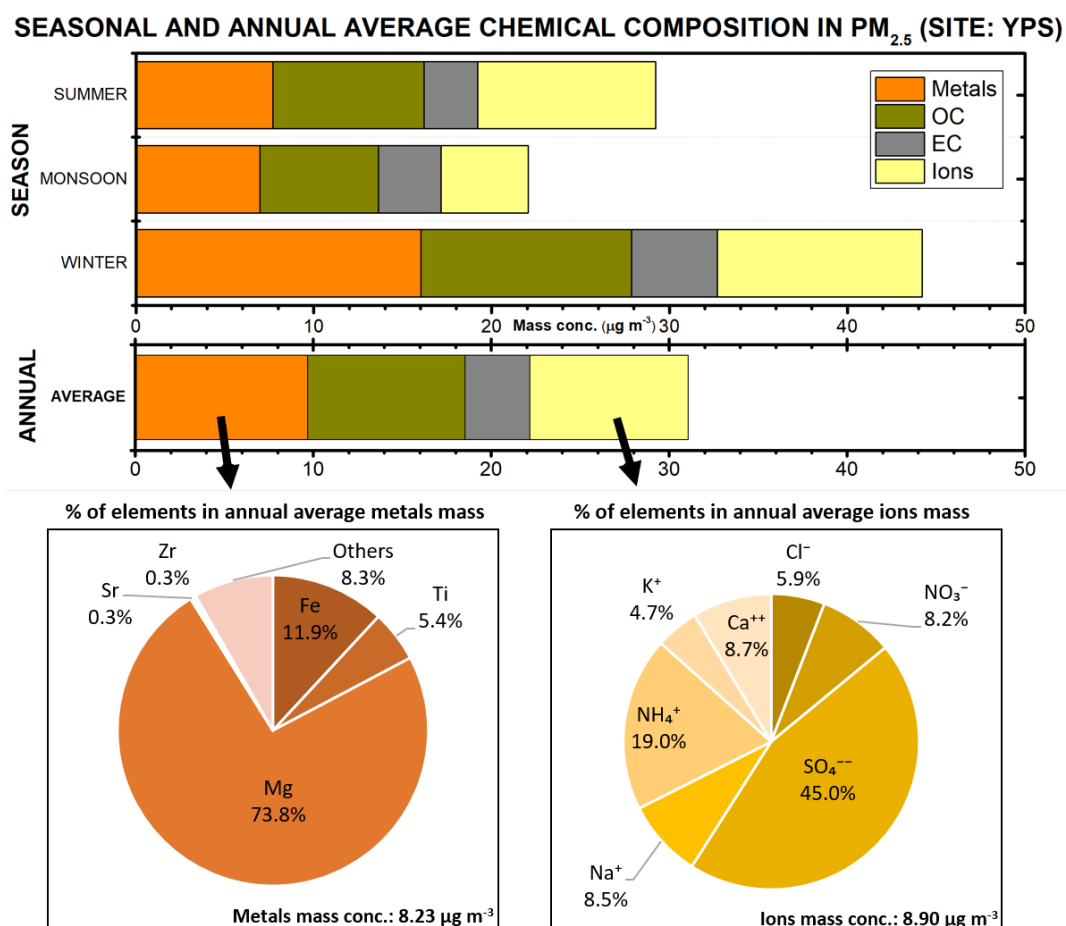 SEASONAL AND ANNUAL AVERAGE CHEMICAL COMPOSITION IN PM2.5 (SITE: YPS)
SEASON
SUMMER
MONSOON
WINTER
Metals
OC
EC
Ions
0 10 20 Mass conc. (μg m-3) 30 40 50
ANNUAL
AVERAGE
0 10 20 30 40 50
% of elements in annual average metals mass
Zr
0.3%
Sr
0.3%
Others
8.3%
Fe
11.9%
Ti
5.4%
Mg
73.8%
Metals mass conc.: 8.23 μg m-3
% of elements in annual average ions mass
Cl⁻
5.9%
K⁺
4.7%
Ca⁺⁺
8.7%
NO₃⁻
8.2%
NH₄⁺
19.0%
SO₄⁻⁻
45.0%
Na⁺
8.5%
Ions mass conc.: 8.90 μg m-3